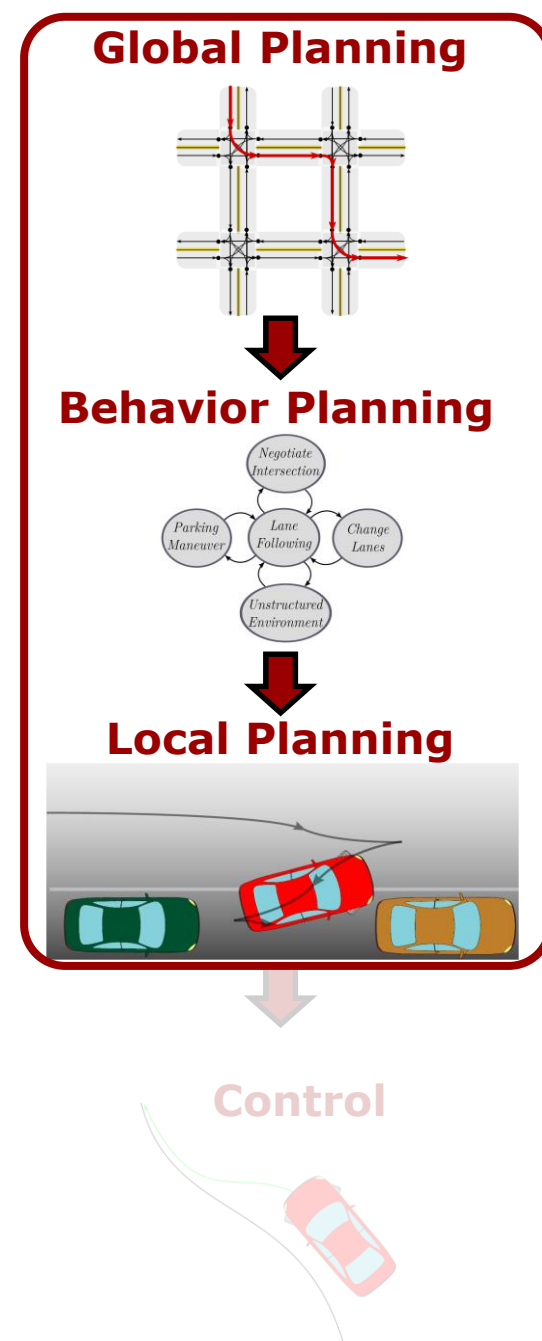 Global Planning
Behavior Planning
Negotiate
Intersection
Parking
Maneuver
Lane
Following
Change
Lanes
Unstructured
Environment
Local Planning
Control